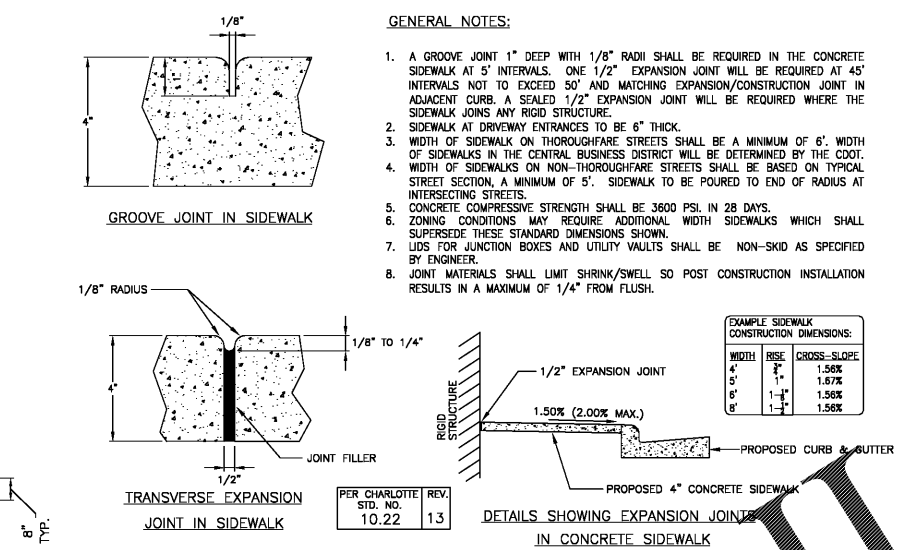 1/8"
1"
4"
GROOVE JOINT IN SIDEWALK
GENERAL NOTES:
1. A GROOVE JOINT 1" DEEP WITH 1/8" RADII SHALL BE REQUIRED IN THE CONCRETE
SIDEWALK AT 5' INTERVALS. ONE 1/2" EXPANSION JOINT WILL BE REQUIRED AT 45'
INTERVALS NOT TO EXCEED 50' AND MATCHING EXPANSION/CONSTRUCTION JOINT IN
ADJACENT CURB. A SEALED 1/2" EXPANSION JOINT WILL BE REQUIRED WHERE THE
SIDEWALK JOINS ANY RIGID STRUCTURE.
2. SIDEWALK AT DRIVEWAY ENTRANCES TO BE 6" THICK.
3. WIDTH OF SIDEWALK ON THOROUGHFARE STREETS SHALL BE A MINIMUM OF 6'. WIDTH
OF SIDEWALKS IN THE CENTRAL BUSINESS DISTRICT WILL BE DETERMINED BY THE CDOT.
4. WIDTH OF SIDEWALKS ON NON-THOROUGHFARE STREETS SHALL BE BASED ON TYPICAL
STREET SECTION, A MINIMUM OF 5'. SIDEWALK TO BE POURED TO END OF RADIUS AT
INTERSECTING STREETS.
5. CONCRETE COMPRESSIVE STRENGTH SHALL BE 3600 PSI. IN 28 DAYS.
6. ZONING CONDITIONS MAY REQUIRE ADDITIONAL WIDTH SIDEWALKS WHICH SHALL
SUPERSEDE THESE STANDARD DIMENSIONS SHOWN.
7. LIDS FOR JUNCTION BOXES AND UTILITY VAULTS SHALL BE NON-SKID AS SPECIFIED
BY ENGINEER.
8. JOINT MATERIALS SHALL LIMIT SHRINK/SWELL SO POST CONSTRUCTION INSTALLATION
RESULTS IN A MAXIMUM OF 1/4" FROM FLUSH.
1/8" RADIUS
1/8" TO 1/4"
4"
JOINT FILLER
1/2"
TRANSVERSE EXPANSION
JOINT IN SIDEWALK
8"
TYP.
PER CHARLOTTE
STD. NO.
10.22
REV.
13
EXAMPLE SIDEWALK
CONSTRUCTION DIMENSIONS:
WIDTH RISE CROSS-SLOPE
4' 3/4" 1.56%
5' 1" 1.67%
6' 1-1/8" 1.56%
8' 1-1/2" 1.56%
RIGID
STRUCTURE
1/2" EXPANSION JOINT
1.50% (2.00% MAX.)
PROPOSED CURB & GUTTER
PROPOSED 4" CONCRETE SIDEWALK
DETAILS SHOWING EXPANSION JOINTS
IN CONCRETE SIDEWALK